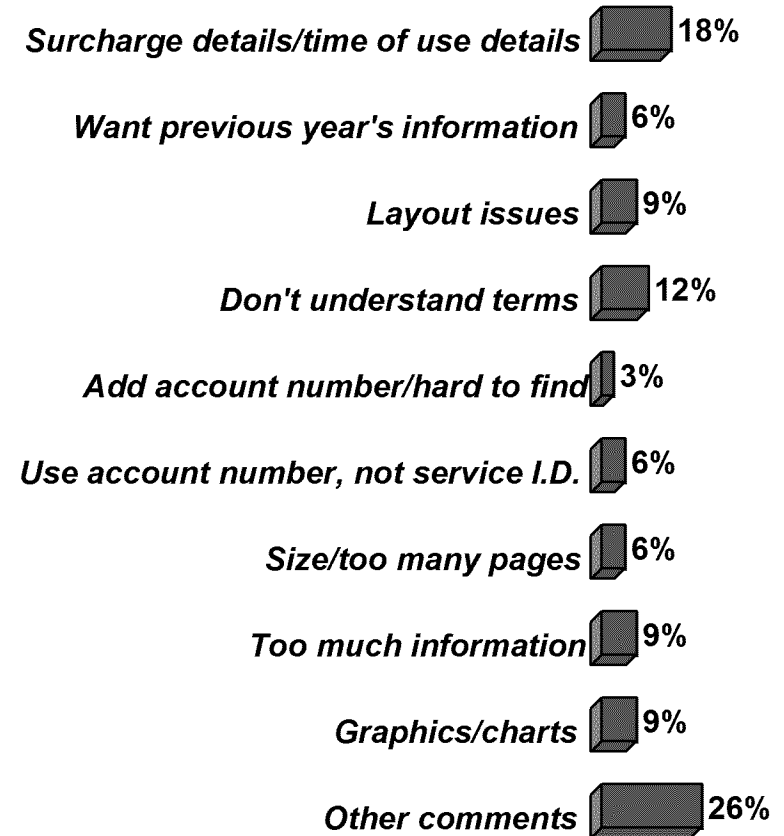 Surcharge details/time of use details 18%
Want previous year's information 6%
Layout issues 9%
Don't understand terms 12%
Add account number/hard to find 3%
Use account number, not service I.D. 6%
Size/too many pages 6%
Too much information 9%
Graphics/charts 9%
Other comments 26%